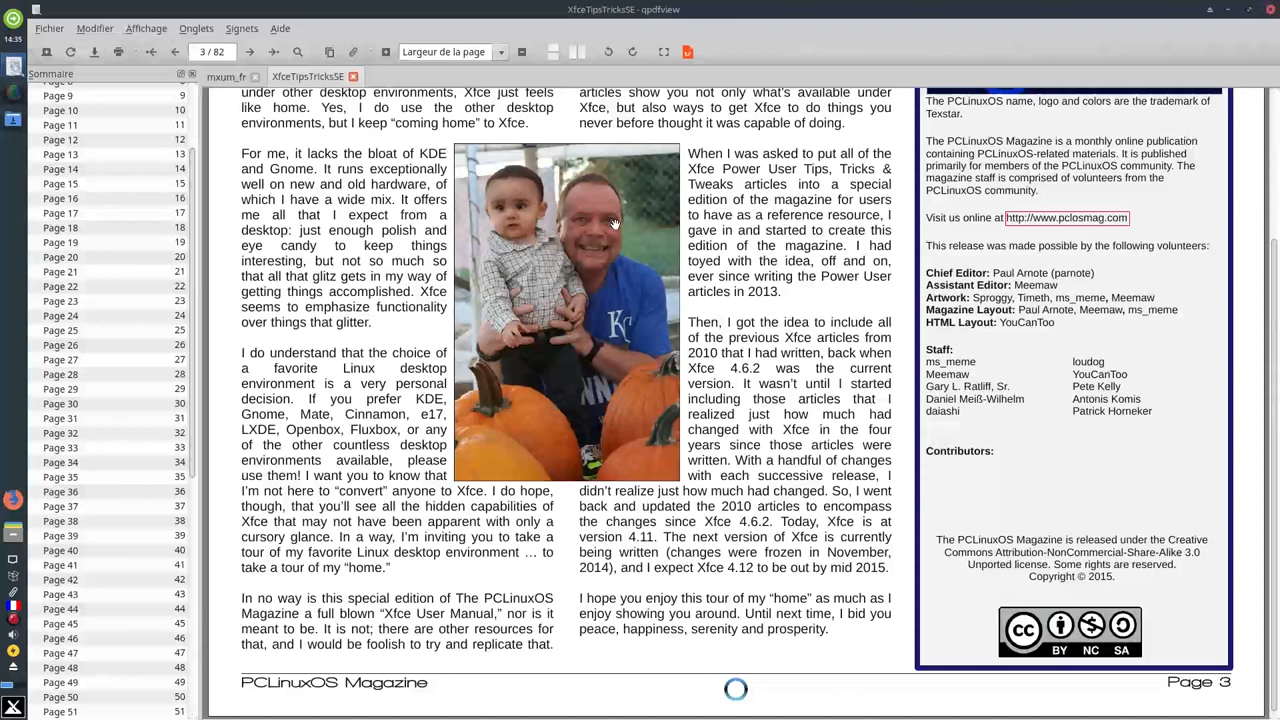 XfceTipsTricksSE - qpdfview
Fichier Modifier Affichage Onglets Signets Aide
14:35
3 / 82
Largeur de la page
Sommaire
mxum_fr
XfceTipsTricksSE
Page 9 9
Page 10 10
Page 11 11
Page 12 12
Page 13 13
Page 14 14
Page 15 15
Page 16 16
Page 17 17
Page 18 18
Page 19 19
Page 20 20
Page 21 21
Page 22 22
Page 23 23
Page 24 24
Page 25 25
Page 26 26
Page 27 27
Page 28 28
Page 29 29
Page 30 30
Page 31 31
Page 32 32
Page 33 33
Page 34 34
Page 35 35
Page 36 36
Page 37 37
Page 38 38
Page 39 39
Page 40 40
Page 41 41
Page 42 42
Page 43 43
Page 44 44
Page 45 45
Page 46 46
Page 47 47
Page 48 48
Page 49 49
Page 50 50
Page 51 51
under other desktop environments, Xfce just feels
like home. Yes, I do use the other desktop
environments, but I keep “coming home” to Xfce.
For me, it lacks the bloat of KDE
and Gnome. It runs exceptionally
well on new and old hardware, of
which I have a wide mix. It offers
me all that I expect from a
desktop: just enough polish and
eye candy to keep things
interesting, but not so much so
that all that glitz gets in my way of
getting things accomplished. Xfce
seems to emphasize functionality
over things that glitter.
I do understand that the choice of
a favorite Linux desktop
environment is a very personal
decision. If you prefer KDE,
Gnome, Mate, Cinnamon, e17,
LXDE, Openbox, Fluxbox, or any
of the other countless desktop
environments available, please
use them! I want you to know that
I’m not here to “convert” anyone to Xfce. I do hope,
though, that you’ll see all the hidden capabilities of
Xfce that may not have been apparent with only a
cursory glance. In a way, I’m inviting you to take a
tour of my favorite Linux desktop environment … to
take a tour of my “home.”
In no way is this special edition of The PCLinuxOS
Magazine a full blown “Xfce User Manual,” nor is it
meant to be. It is not; there are other resources for
that, and I would be foolish to try and replicate that.
articles show you not only what’s available under
Xfce, but also ways to get Xfce to do things you
never before thought it was capable of doing.
When I was asked to put all of the
Xfce Power User Tips, Tricks &
Tweaks articles into a special
edition of the magazine for users
to have as a reference resource, I
gave in and started to create this
edition of the magazine. I had
toyed with the idea, off and on,
ever since writing the Power User
articles in 2013.
Then, I got the idea to include all
of the previous Xfce articles from
2010 that I had written, back when
Xfce 4.6.2 was the current
version. It wasn’t until I started
including those articles that I
realized just how much had
changed with Xfce in the four
years since those articles were
written. With a handful of changes
with each successive release, I
didn’t realize just how much had changed. So, I went
back and updated the 2010 articles to encompass
the changes since Xfce 4.6.2. Today, Xfce is at
version 4.11. The next version of Xfce is currently
being written (changes were frozen in November,
2014), and I expect Xfce 4.12 to be out by mid 2015.
I hope you enjoy this tour of my “home” as much as I
enjoy showing you around. Until next time, I bid you
peace, happiness, serenity and prosperity.
The PCLinuxOS name, logo and colors are the trademark of
Texstar.
The PCLinuxOS Magazine is a monthly online publication
containing PCLinuxOS-related materials. It is published
primarily for members of the PCLinuxOS community. The
magazine staff is comprised of volunteers from the
PCLinuxOS community.
Visit us online at http://www.pclosmag.com
This release was made possible by the following volunteers:
Chief Editor: Paul Arnote (parnote)
Assistant Editor: Meemaw
Artwork: Sproggy, Timeth, ms_meme, Meemaw
Magazine Layout: Paul Arnote, Meemaw, ms_meme
HTML Layout: YouCanToo
Staff:
ms_meme loudog
Meemaw YouCanToo
Gary L. Ratliff, Sr. Pete Kelly
Daniel Meiß-Wilhelm Antonis Komis
daiashi Patrick Horneker
Contributors:
The PCLinuxOS Magazine is released under the Creative
Commons Attribution-NonCommercial-Share-Alike 3.0
Unported license. Some rights are reserved.
Copyright © 2015.
CC BY NC SA
PCLinuxOS Magazine
Page 3